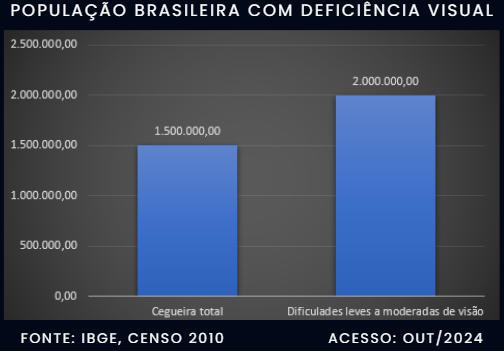 POPULAÇÃO BRASILEIRA COM DEFICIÊNCIA VISUAL
2.500.000,00
2.000.000,00
2.000.000,00
1.500.000,00
1.500.000,00
1.000.000,00
500.000,00
0,00
Cegueira total
Dificulades leves a moderadas de visão
FONTE: IBGE, CENSO 2010
ACESSO: OUT/2024